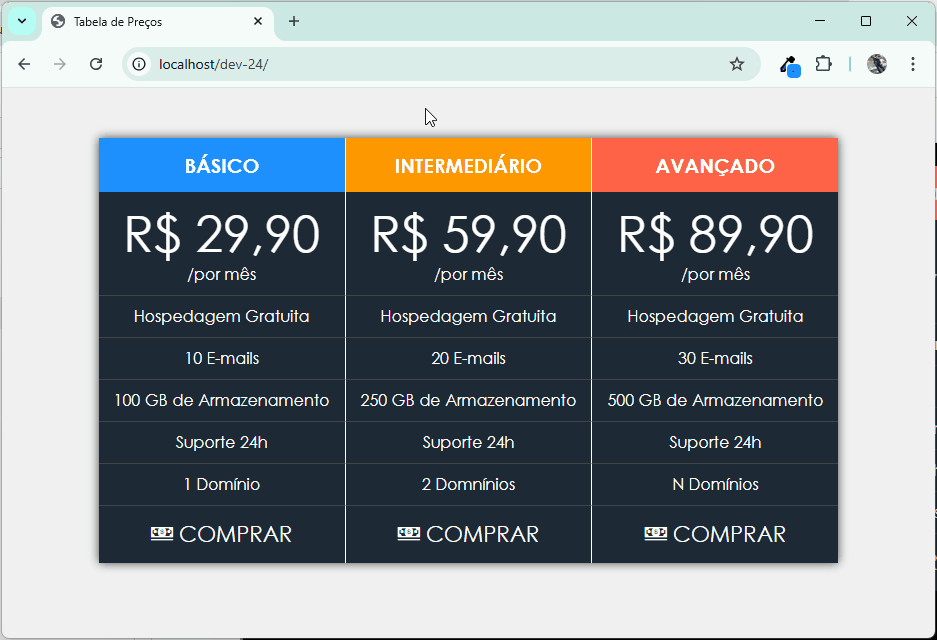 Tabela de Preços
localhost/dev-24/
BÁSICO
R$ 29,90
/por mês
Hospedagem Gratuita
10 E-mails
100 GB de Armazenamento
Suporte 24h
1 Domínio
COMPRAR
INTERMEDIÁRIO
R$ 59,90
/por mês
Hospedagem Gratuita
20 E-mails
250 GB de Armazenamento
Suporte 24h
2 Domnínios
COMPRAR
AVANÇADO
R$ 89,90
/por mês
Hospedagem Gratuita
30 E-mails
500 GB de Armazenamento
Suporte 24h
N Domínios
COMPRAR